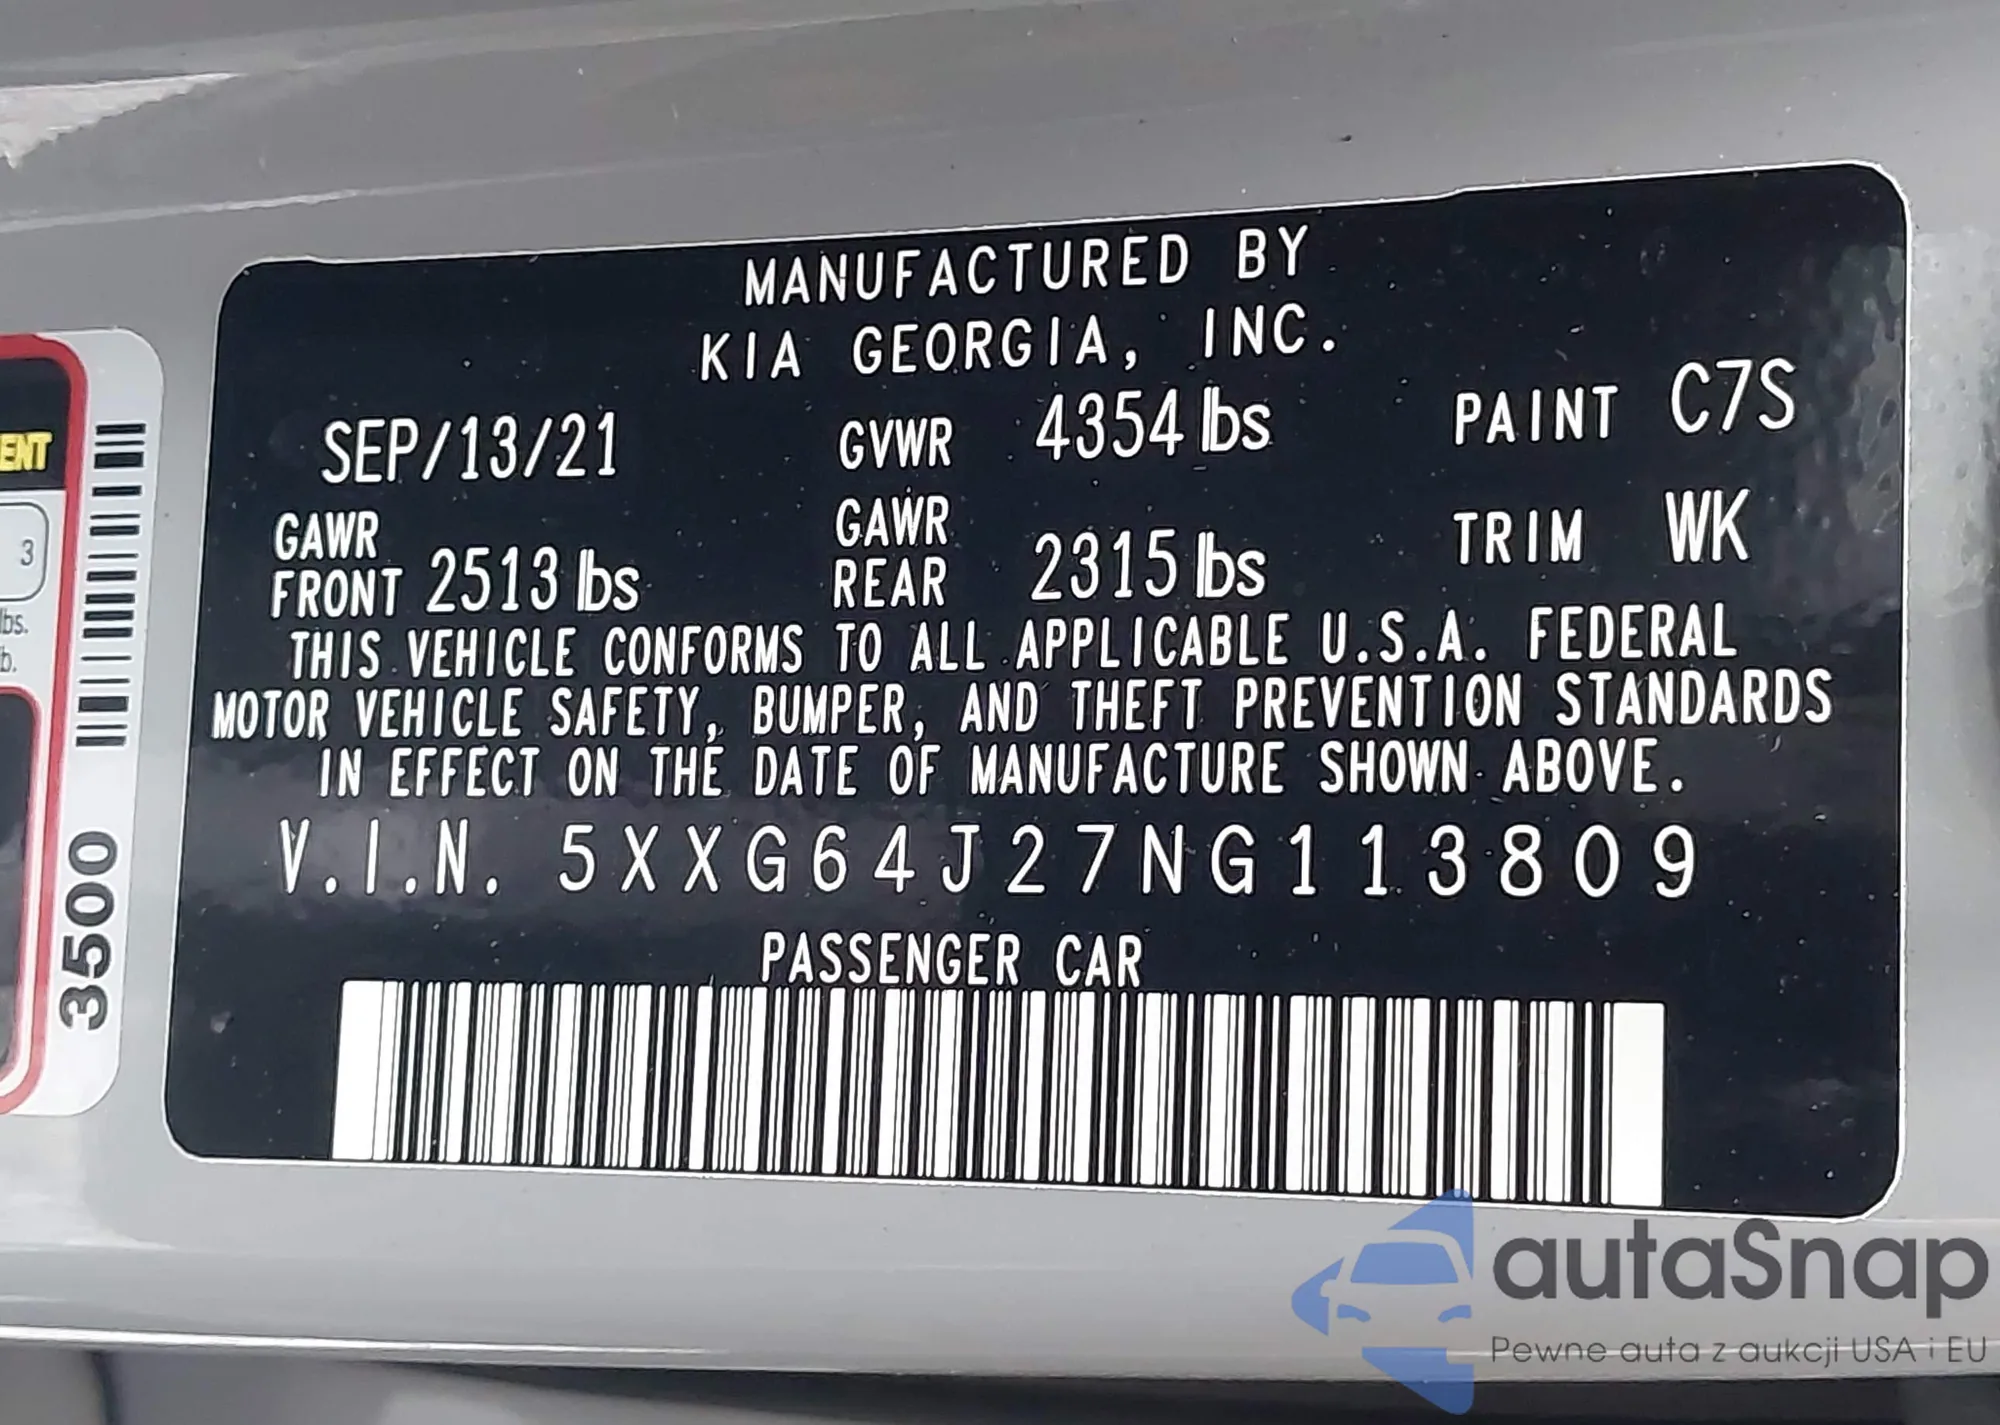 MANUFACTURED BY
KIA GEORGIA, INC.
SEP/13/21 GVWR 4354 lbs PAINT C7S
GAWR FRONT 2513 lbs GAWR REAR 2315 lbs TRIM WK
THIS VEHICLE CONFORMS TO ALL APPLICABLE U.S.A. FEDERAL
MOTOR VEHICLE SAFETY, BUMPER, AND THEFT PREVENTION STANDARDS
IN EFFECT ON THE DATE OF MANUFACTURE SHOWN ABOVE.
V.I.N. 5XXG64J27NG113809
PASSENGER CAR
ENT
3
lbs.
b.
3500
autaSnap
Pewne auta z aukcji USA i EU